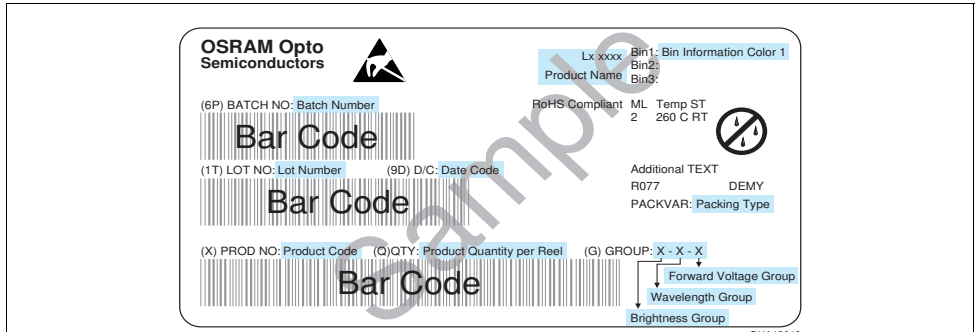 OSRAM Opto
Semiconductors
Lx xxxx
Product Name
Bin1: Bin Information Color 1
Bin2:
Bin3:
(6P) BATCH NO: Batch Number
Bar Code
RoHS Compliant ML Temp ST
2 260 C RT
(1T) LOT NO: Lot Number (9D) D/C: Date Code
Bar Code
Additional TEXT
R077 DEMY
PACKVAR: Packing Type
(X) PROD NO: Product Code (Q)QTY: Product Quantity per Reel (G) GROUP: X - X - X
Bar Code
Forward Voltage Group
Wavelength Group
Brightness Group
Sample